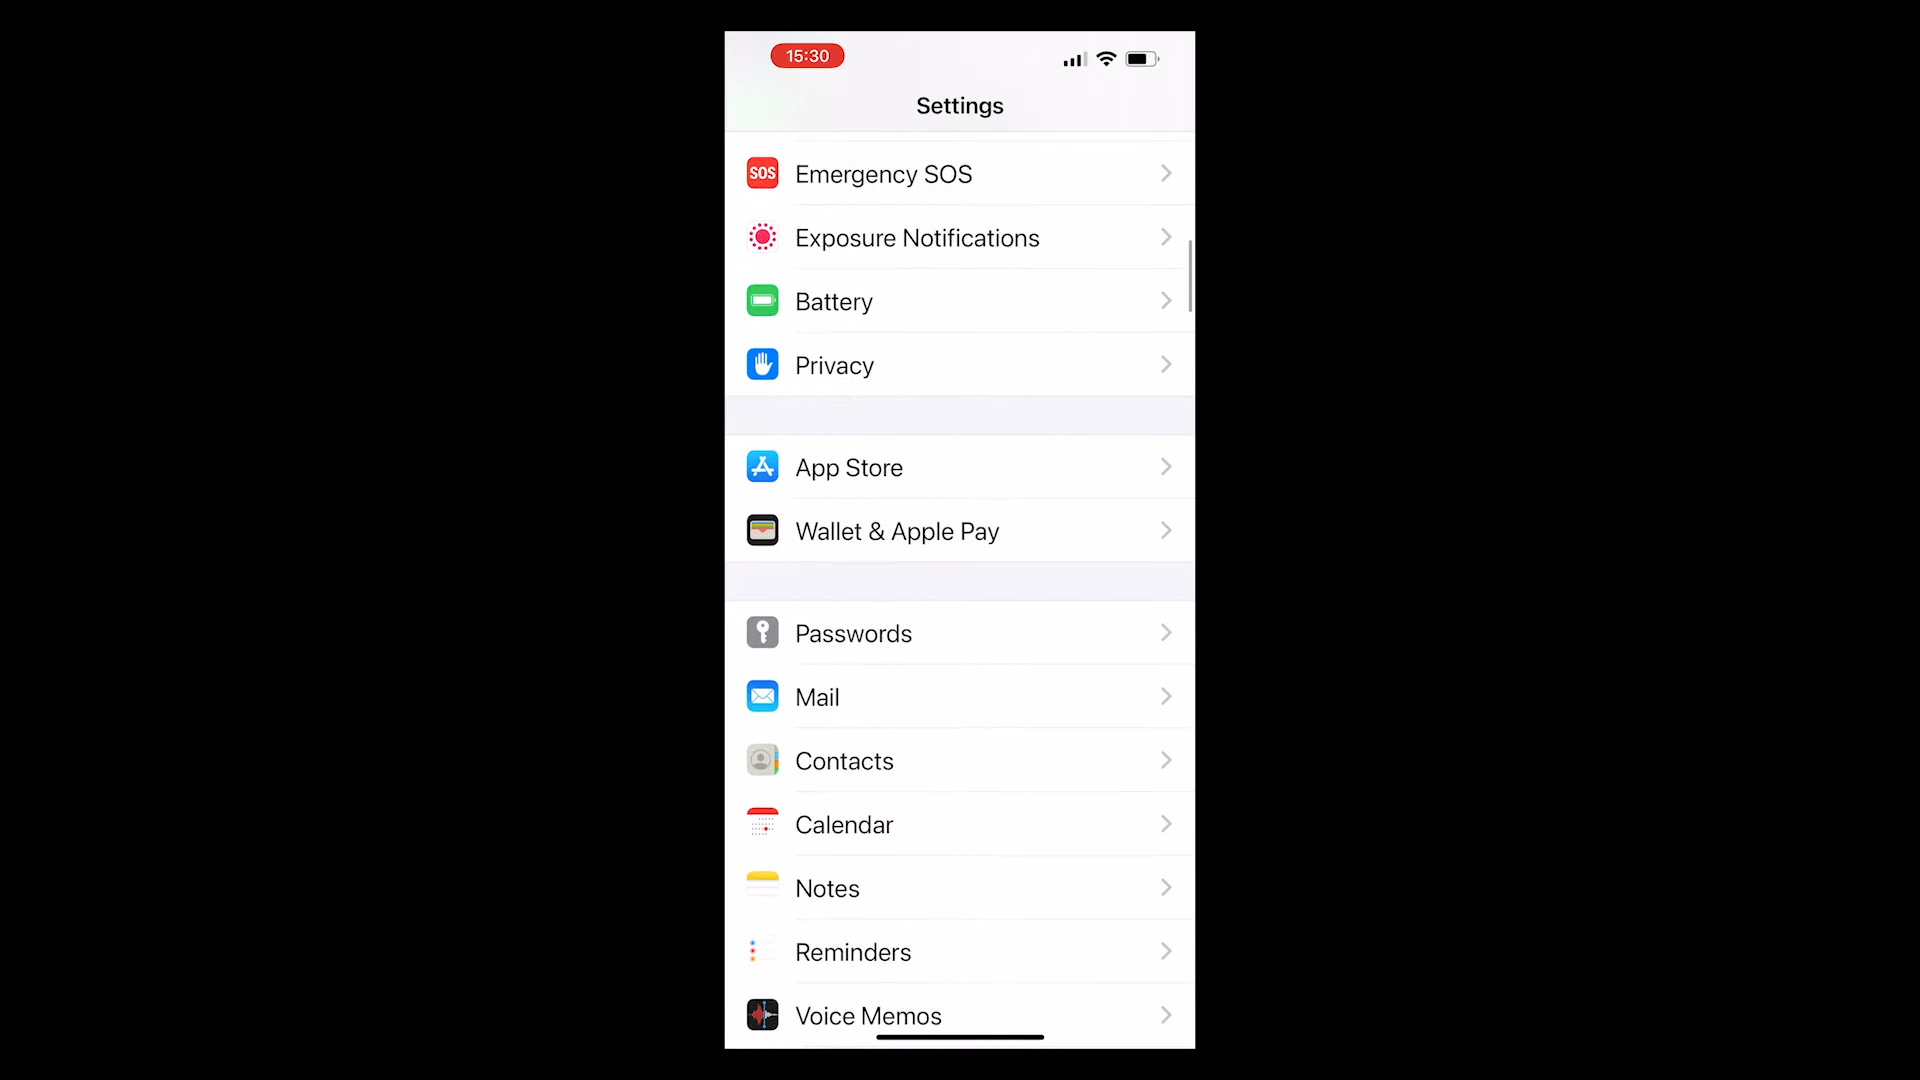 15:30
Settings
SOS Emergency SOS
Exposure Notifications
Battery
Privacy
App Store
Wallet & Apple Pay
Passwords
Mail
Contacts
Calendar
Notes
Reminders
Voice Memos